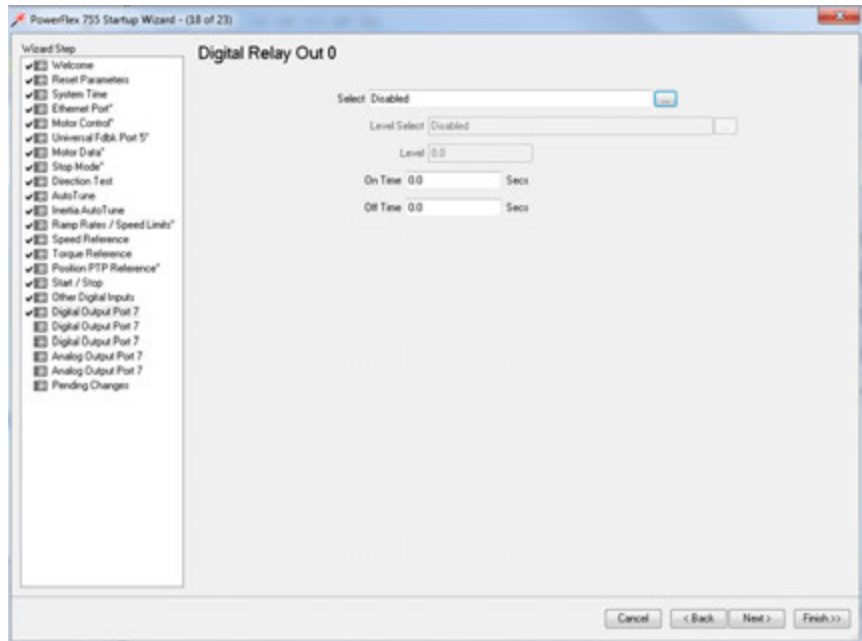 PowerFlex 755 Startup Wizard - (18 of 23)
Wizard Step
Welcome
Reset Parameters
System Time
Ethernet Port*
Motor Control*
Universal Fdbk Port 5*
Motor Data*
Stop Mode*
Direction Test
AutoTune
Inertia AutoTune
Ramp Rates / Speed Limits*
Speed Reference
Torque Reference
Position PTP Reference*
Start / Stop
Other Digital Inputs
Digital Output Port 7
Digital Output Port 7
Digital Output Port 7
Analog Output Port 7
Analog Output Port 7
Pending Changes
Digital Relay Out 0
Select Disabled ...
Level Select Disabled ...
Level 0.0
On Time 0.0 Secs
Off Time 0.0 Secs
Cancel < Back Next > Finish >>